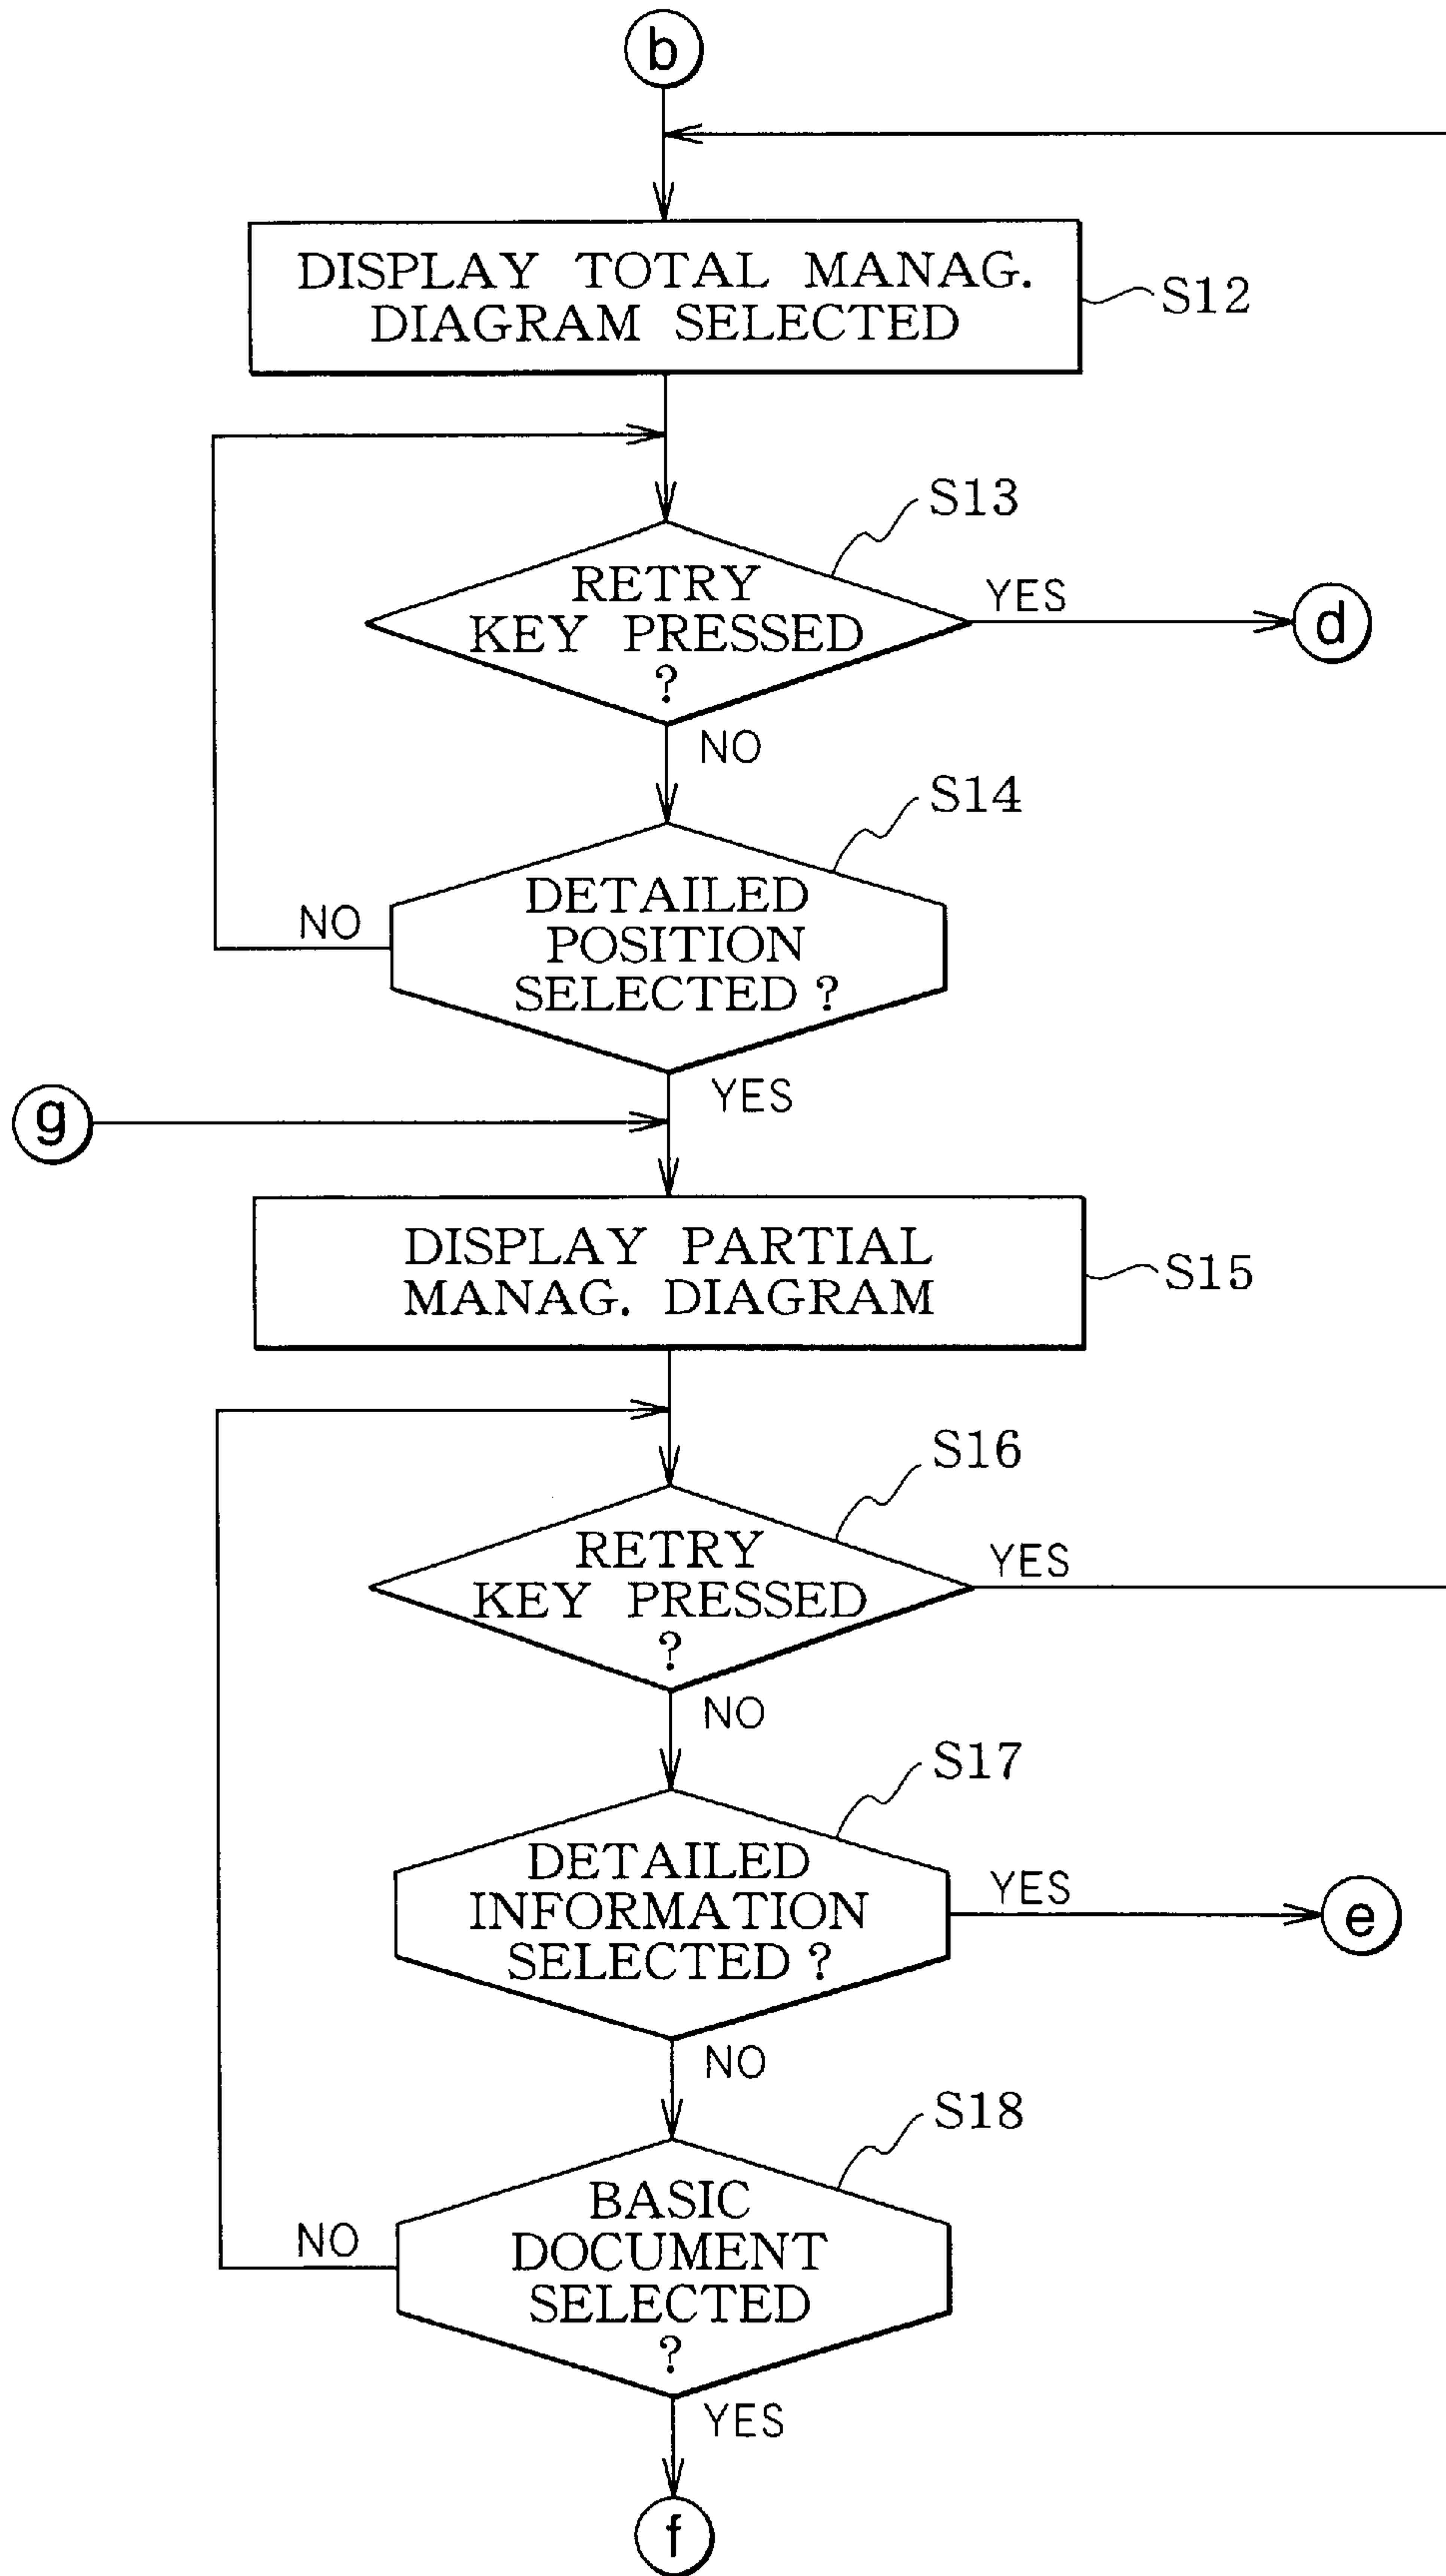 b
DISPLAY TOTAL MANAG.
DIAGRAM SELECTED
S12
S13
RETRY
KEY PRESSED
?
YES
d
NO
S14
DETAILED
POSITION
SELECTED ?
NO
YES
g
DISPLAY PARTIAL
MANAG. DIAGRAM
S15
S16
RETRY
KEY PRESSED
?
YES
NO
S17
DETAILED
INFORMATION
SELECTED ?
YES
e
NO
S18
BASIC
DOCUMENT
SELECTED
?
NO
YES
f